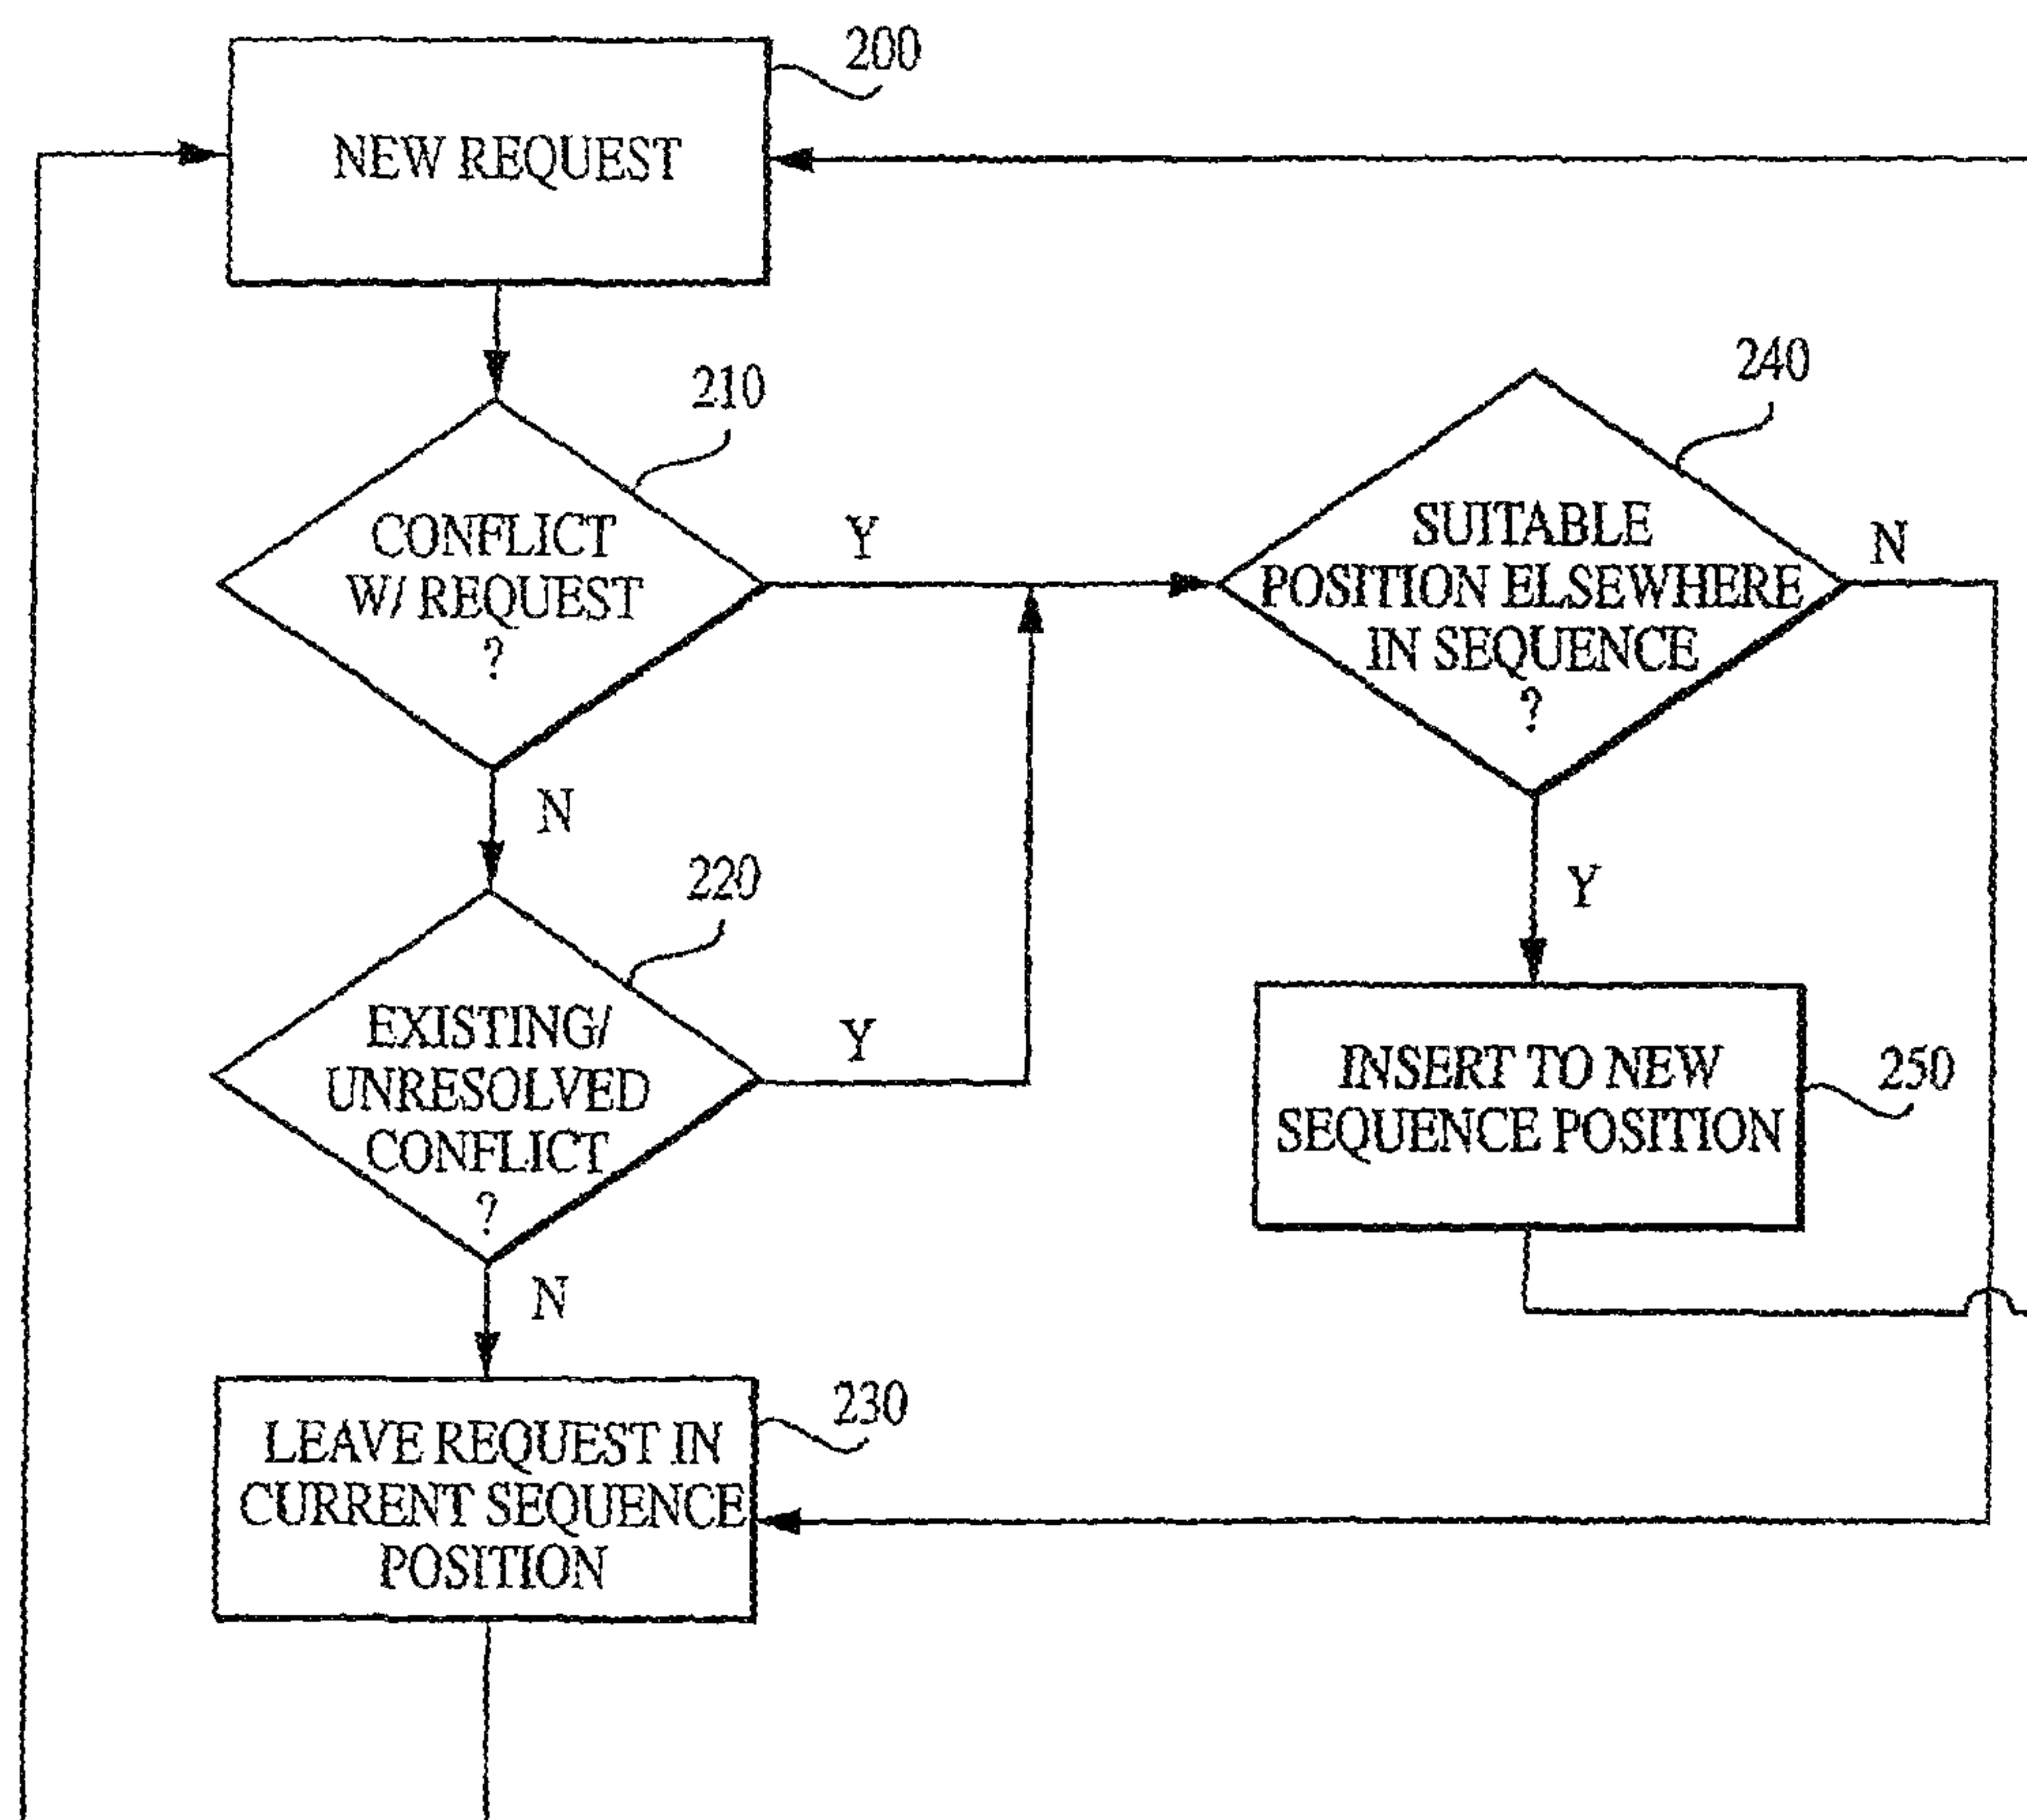 200
NEW REQUEST
210
CONFLICT
W/ REQUEST
?
Y
N
220
EXISTING/
UNRESOLVED
CONFLICT
?
Y
N
230
LEAVE REQUEST IN
CURRENT SEQUENCE
POSITION
240
SUITABLE
POSITION ELSEWHERE
IN SEQUENCE
?
N
Y
INSERT TO NEW
SEQUENCE POSITION
250